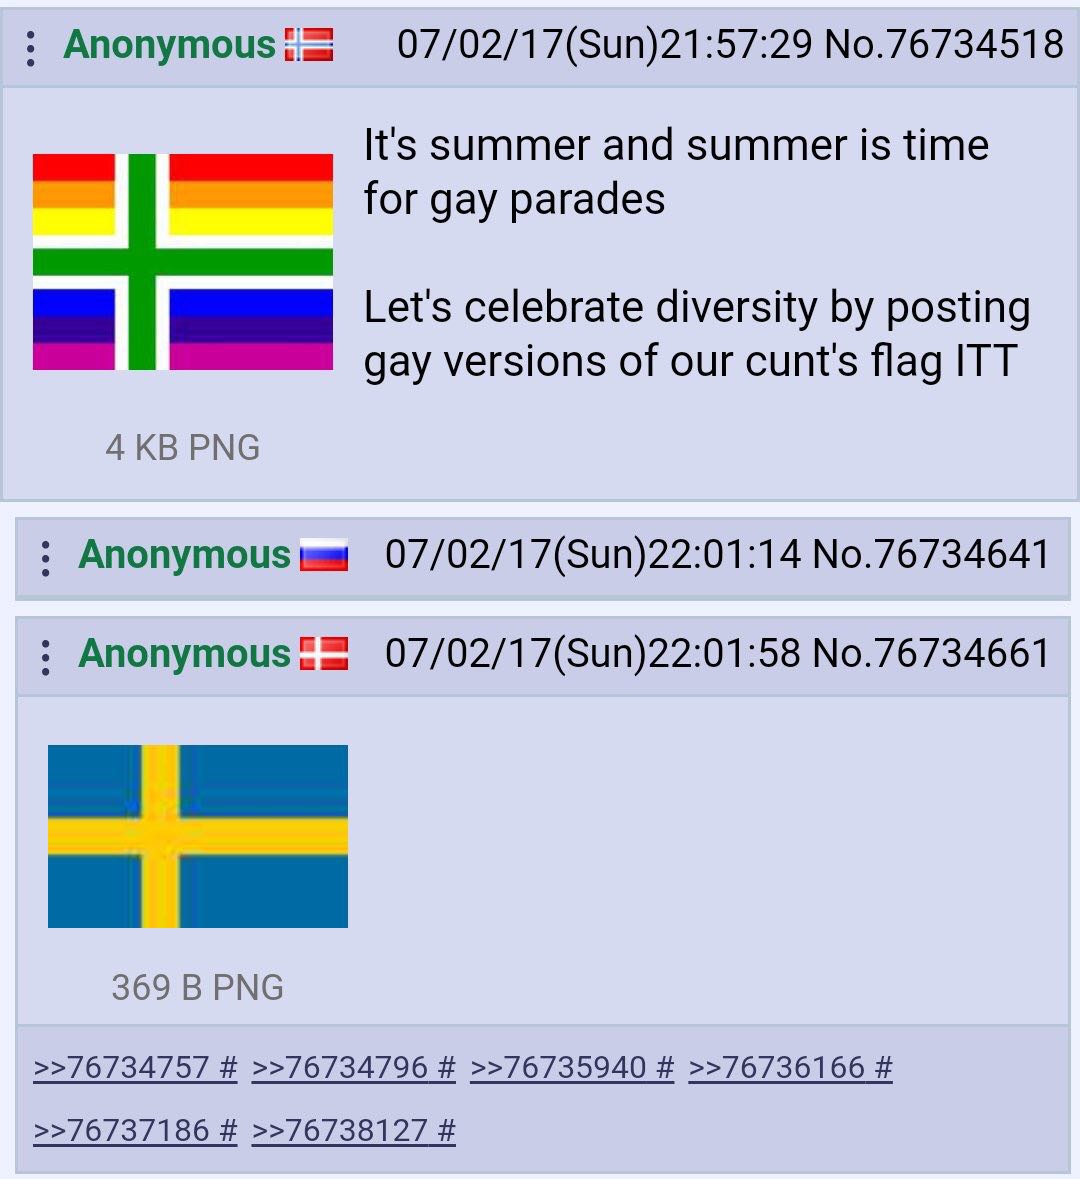 Anonymous 07/02/17(Sun)21:57:29 No.76734518
It's summer and summer is time
for gay parades
Let's celebrate diversity by posting
gay versions of our cunt's flag ITT
4 KB PNG
Anonymous 07/02/17(Sun)22:01:14 No.76734641
Anonymous 07/02/17(Sun)22:01:58 No.76734661
369 B PNG
>>76734757 # >>76734796 # >>76735940 # >>76736166 #
>>76737186 # >>76738127 #